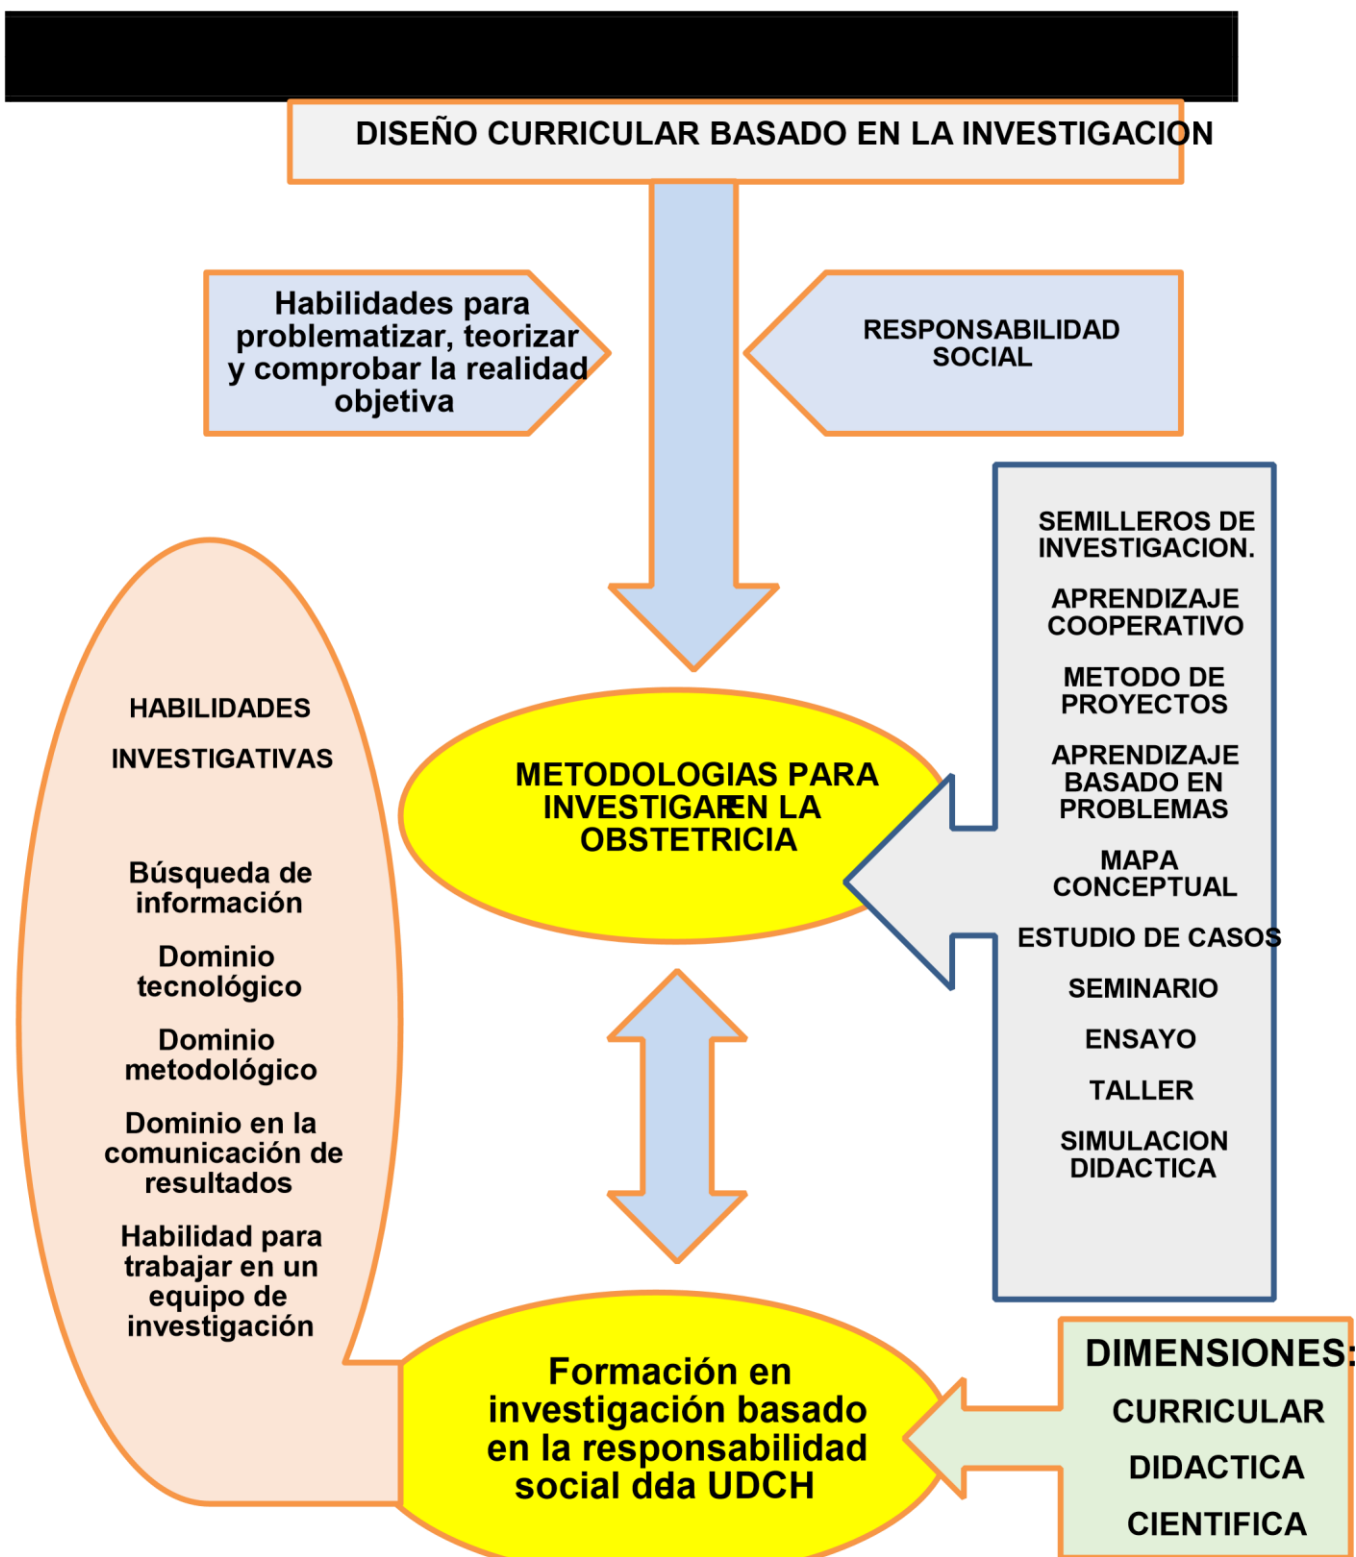 DISEÑO CURRICULAR BASADO EN LA INVESTIGACION
Habilidades para
problematizar, teorizar
y comprobar la realidad
objetiva
RESPONSABILIDAD
SOCIAL
SEMILLEROS DE
INVESTIGACION.
APRENDIZAJE
COOPERATIVO
METODO DE
PROYECTOS
APRENDIZAJE
BASADO EN
PROBLEMAS
MAPA
CONCEPTUAL
ESTUDIO DE CASOS
SEMINARIO
ENSAYO
TALLER
SIMULACION
DIDACTICA
HABILIDADES
INVESTIGATIVAS
Búsqueda de
información
Dominio
tecnológico
Dominio
metodológico
Dominio en la
comunicación de
resultados
Habilidad para
trabajar en un
equipo de
investigación
METODOLOGIAS PARA
INVESTIGAR EN LA
OBSTETRICIA
Formación en
investigación basado
en la responsabilidad
social de la UDCH
DIMENSIONES:
CURRICULAR
DIDACTICA
CIENTIFICA